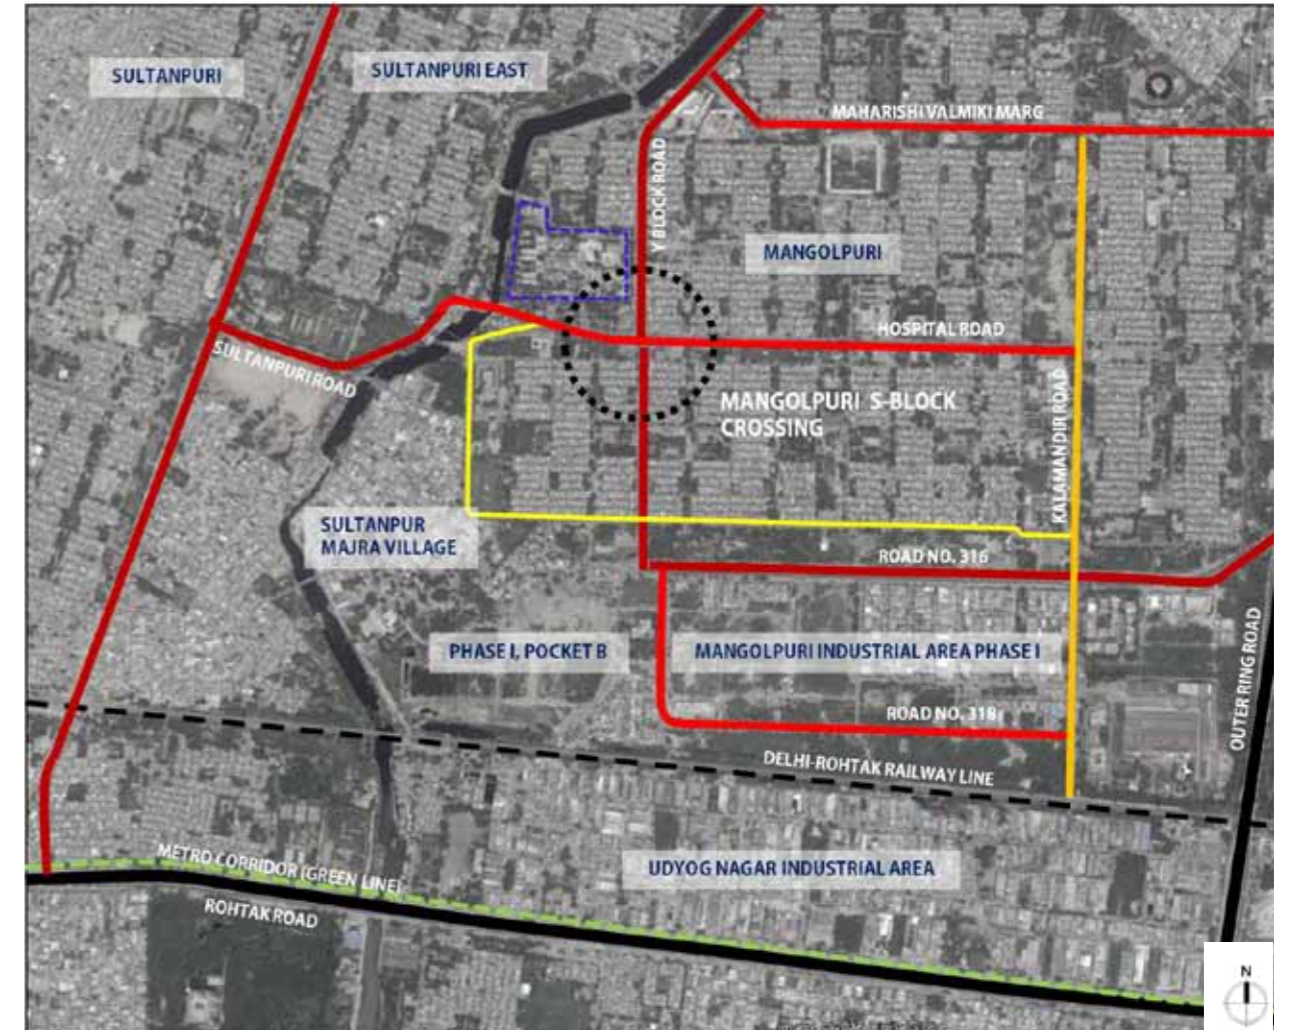 SULTANPURI
SULTANPURI EAST
MAHARISHI VALMIKI MARG
Y BLOCK ROAD
MANGOLPURI
HOSPITAL ROAD
SULTANPURI ROAD
MANGOLPURI S-BLOCK
CROSSING
KALAMANDIR ROAD
SULTANPUR
MAJRA VILLAGE
ROAD NO. 316
PHASE I, POCKET B
MANGOLPURI INDUSTRIAL AREA PHASE I
OUTER RING ROAD
ROAD NO. 318
DELHI-ROHTAK RAILWAY LINE
METRO CORRIDOR (GREEN LINE)
UDYOG NAGAR INDUSTRIAL AREA
ROHTAK ROAD
N